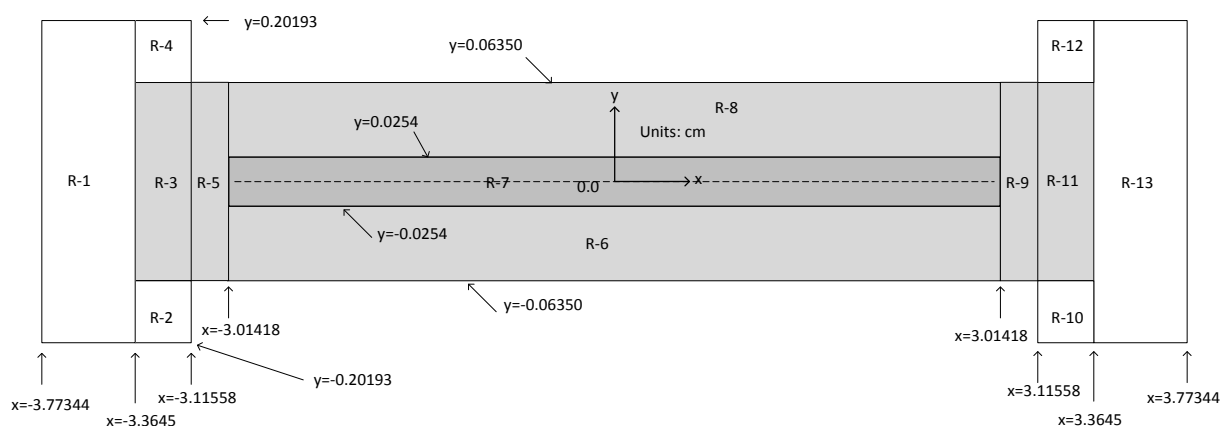 y=0.20193
R-4
R-12
y=0.06350
y
R-8
y=0.0254
Units: cm
R-1
R-3
R-5
R-7
0.0
x
R-9
R-11
R-13
y=-0.0254
R-6
y=-0.06350
R-2
R-10
x=-3.01418
x=3.01418
y=-0.20193
x=-3.77344
x=-3.11558
x=3.11558
x=3.77344
x=-3.3645
x=3.3645